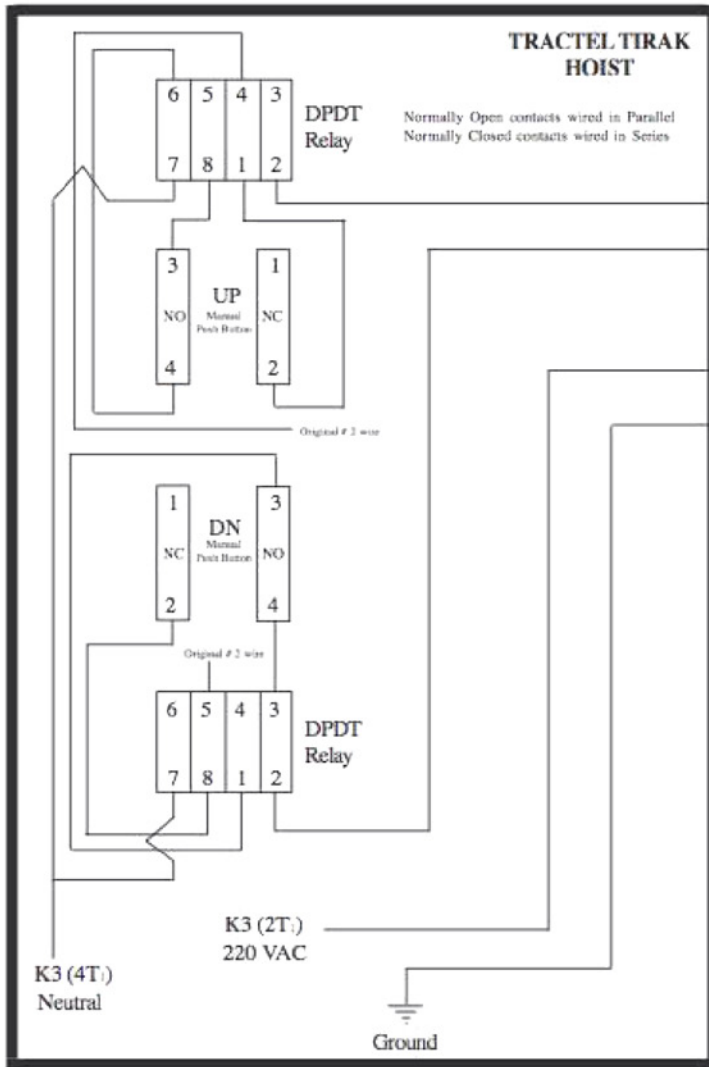 TRACTEL TIRAK
HOIST
Normally Open contacts wired in Parallel
Normally Closed contacts wired in Series
6 5 4 3
DPDT
Relay
7 8 1 2
3 1
UP
Manual
Push Button
NO NC
4 2
Original # 2 wire
1 3
DN
Manual
Push Button
NC NO
2 4
Original # 2 wire
6 5 4 3
DPDT
Relay
7 8 1 2
K3 (2T₁)
220 VAC
K3 (4T₁)
Neutral
Ground